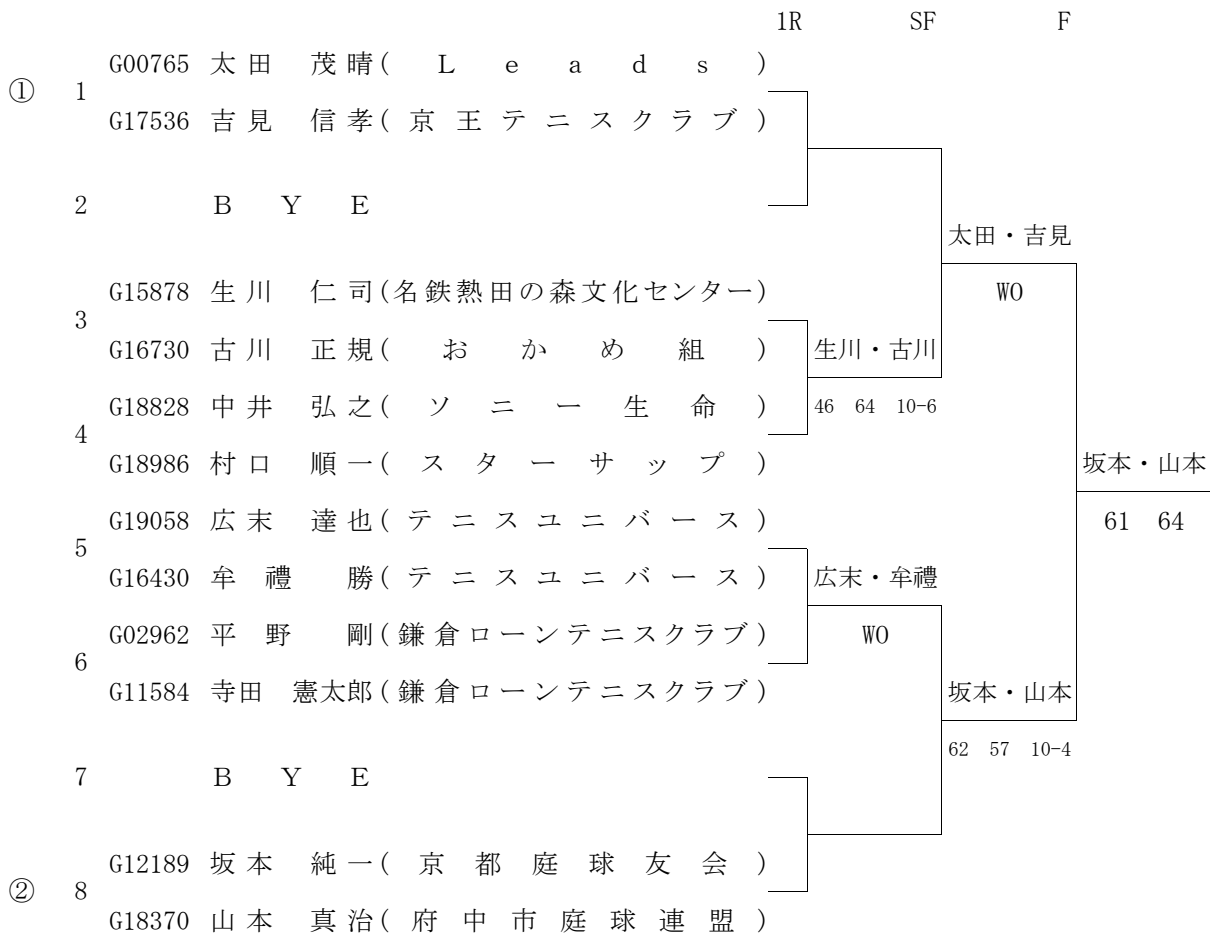 1R SF F
G00765 太田 茂晴(Leads)
① 1
G17536 吉見 信孝(京王テニスクラブ)
2 BYE
太田・吉見
G15878 生川 仁司(名鉄熱田の森文化センター) WO
3
G16730 古川 正規(おかめ組) 生川・古川
G18828 中井 弘之(ソニー生命) 46 64 10-6
4
G18986 村口 順一(スターサップ) 坂本・山本
G19058 広末 達也(テニスユニバース) 61 64
5
G16430 牟禮 勝(テニスユニバース) 広末・牟禮
G02962 平野 剛(鎌倉ローンテニスクラブ) WO
6
G11584 寺田 憲太郎(鎌倉ローンテニスクラブ) 坂本・山本
62 57 10-4
7 BYE
G12189 坂本 純一(京都庭球友会)
② 8
G18370 山本 真治(府中市庭球連盟)